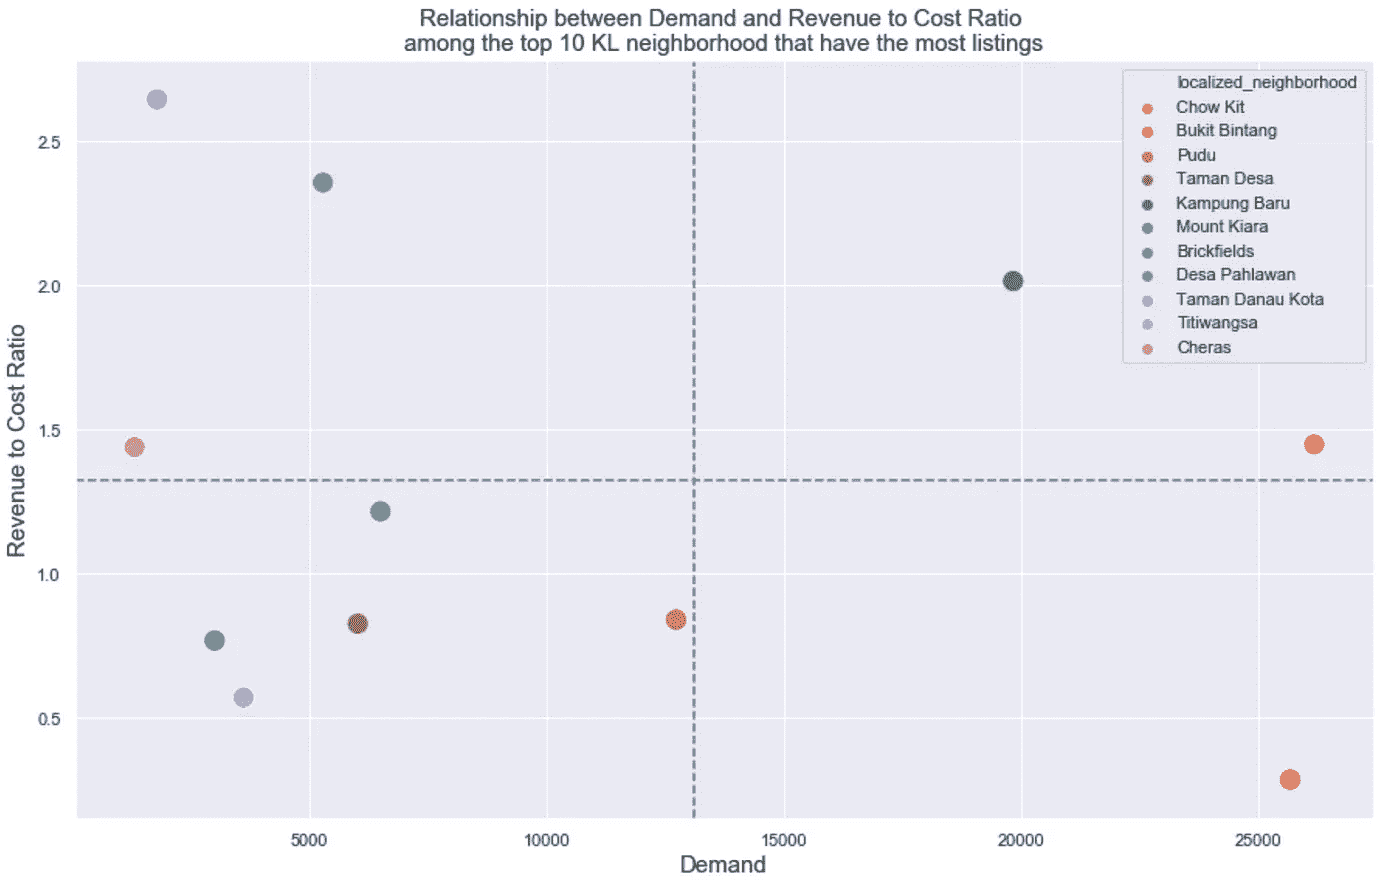 Relationship between Demand and Revenue to Cost Ratio
among the top 10 KL neighborhood that have the most listings
localized_neighborhood
Chow Kit
Bukit Bintang
Pudu
Taman Desa
Kampung Baru
Mount Kiara
Brickfields
Desa Pahlawan
Taman Danau Kota
Titiwangsa
Cheras
Revenue to Cost Ratio
2.5
2.0
1.5
1.0
0.5
5000
10000
15000
20000
25000
Demand